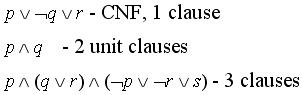 p ∨ ¬q ∨ r - CNF, 1 clause
p ∧ q - 2 unit clauses
p ∧ (q ∨ r) ∧ (¬p ∨ ¬r ∨ s) - 3 clauses